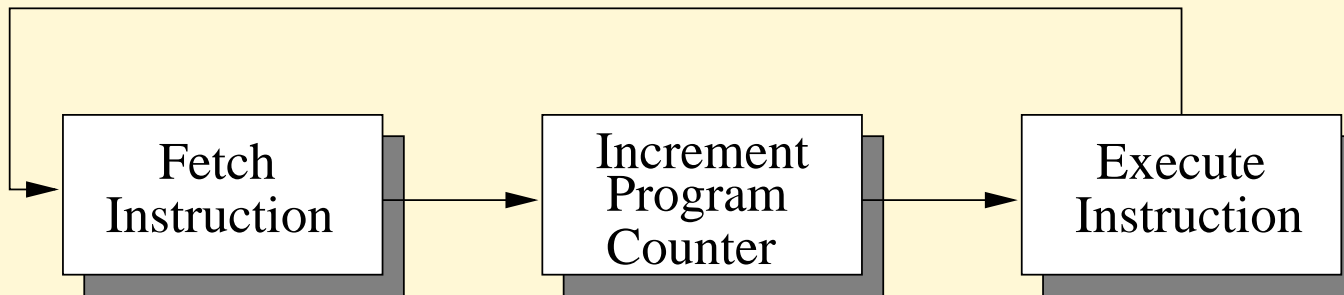 Fetch
Instruction
Increment
Program
Counter
Execute
Instruction